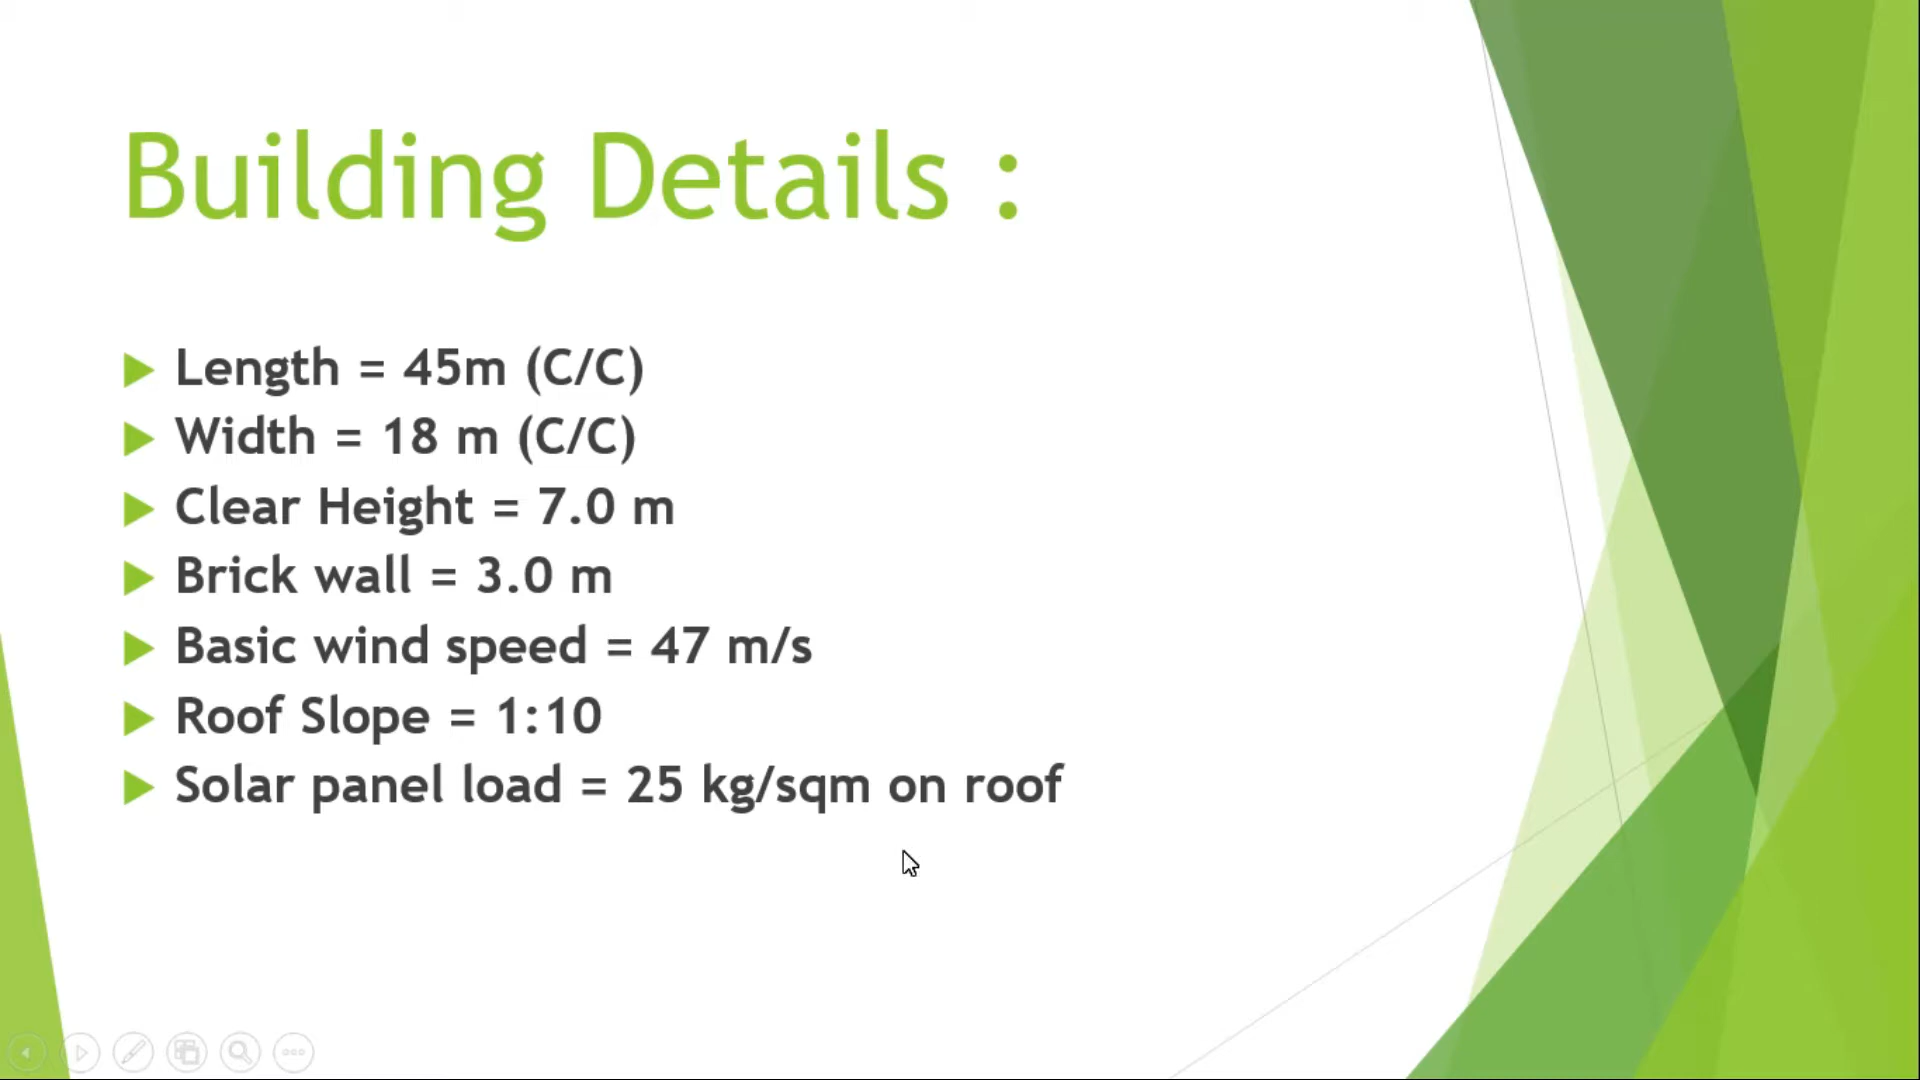 Building Details :
Length = 45m (C/C)
Width = 18 m (C/C)
Clear Height = 7.0 m
Brick wall = 3.0 m
Basic wind speed = 47 m/s
Roof Slope = 1:10
Solar panel load = 25 kg/sqm on roof